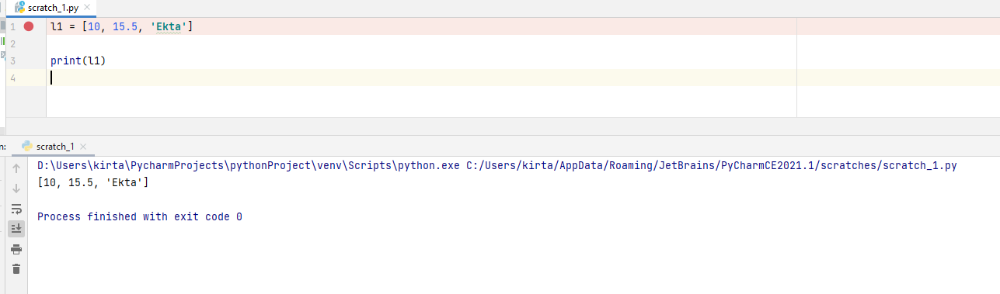 scratch_1.py
1 l1 = [10, 15.5, 'Ekta']
2
3 print(l1)
4
n: scratch_1
D:\Users\kirta\PycharmProjects\pythonProject\venv\Scripts\python.exe C:/Users/kirta/AppData/Roaming/JetBrains/PyCharmCE2021.1/scratches/scratch_1.py
[10, 15.5, 'Ekta']
Process finished with exit code 0